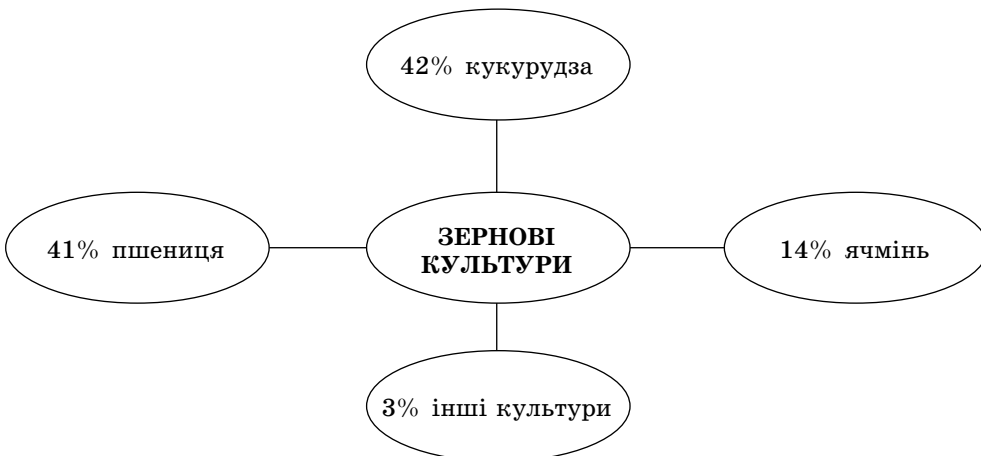 42% кукурудза
41% пшениця
ЗЕРНОВІ
КУЛЬТУРИ
14% ячмінь
3% інші культури